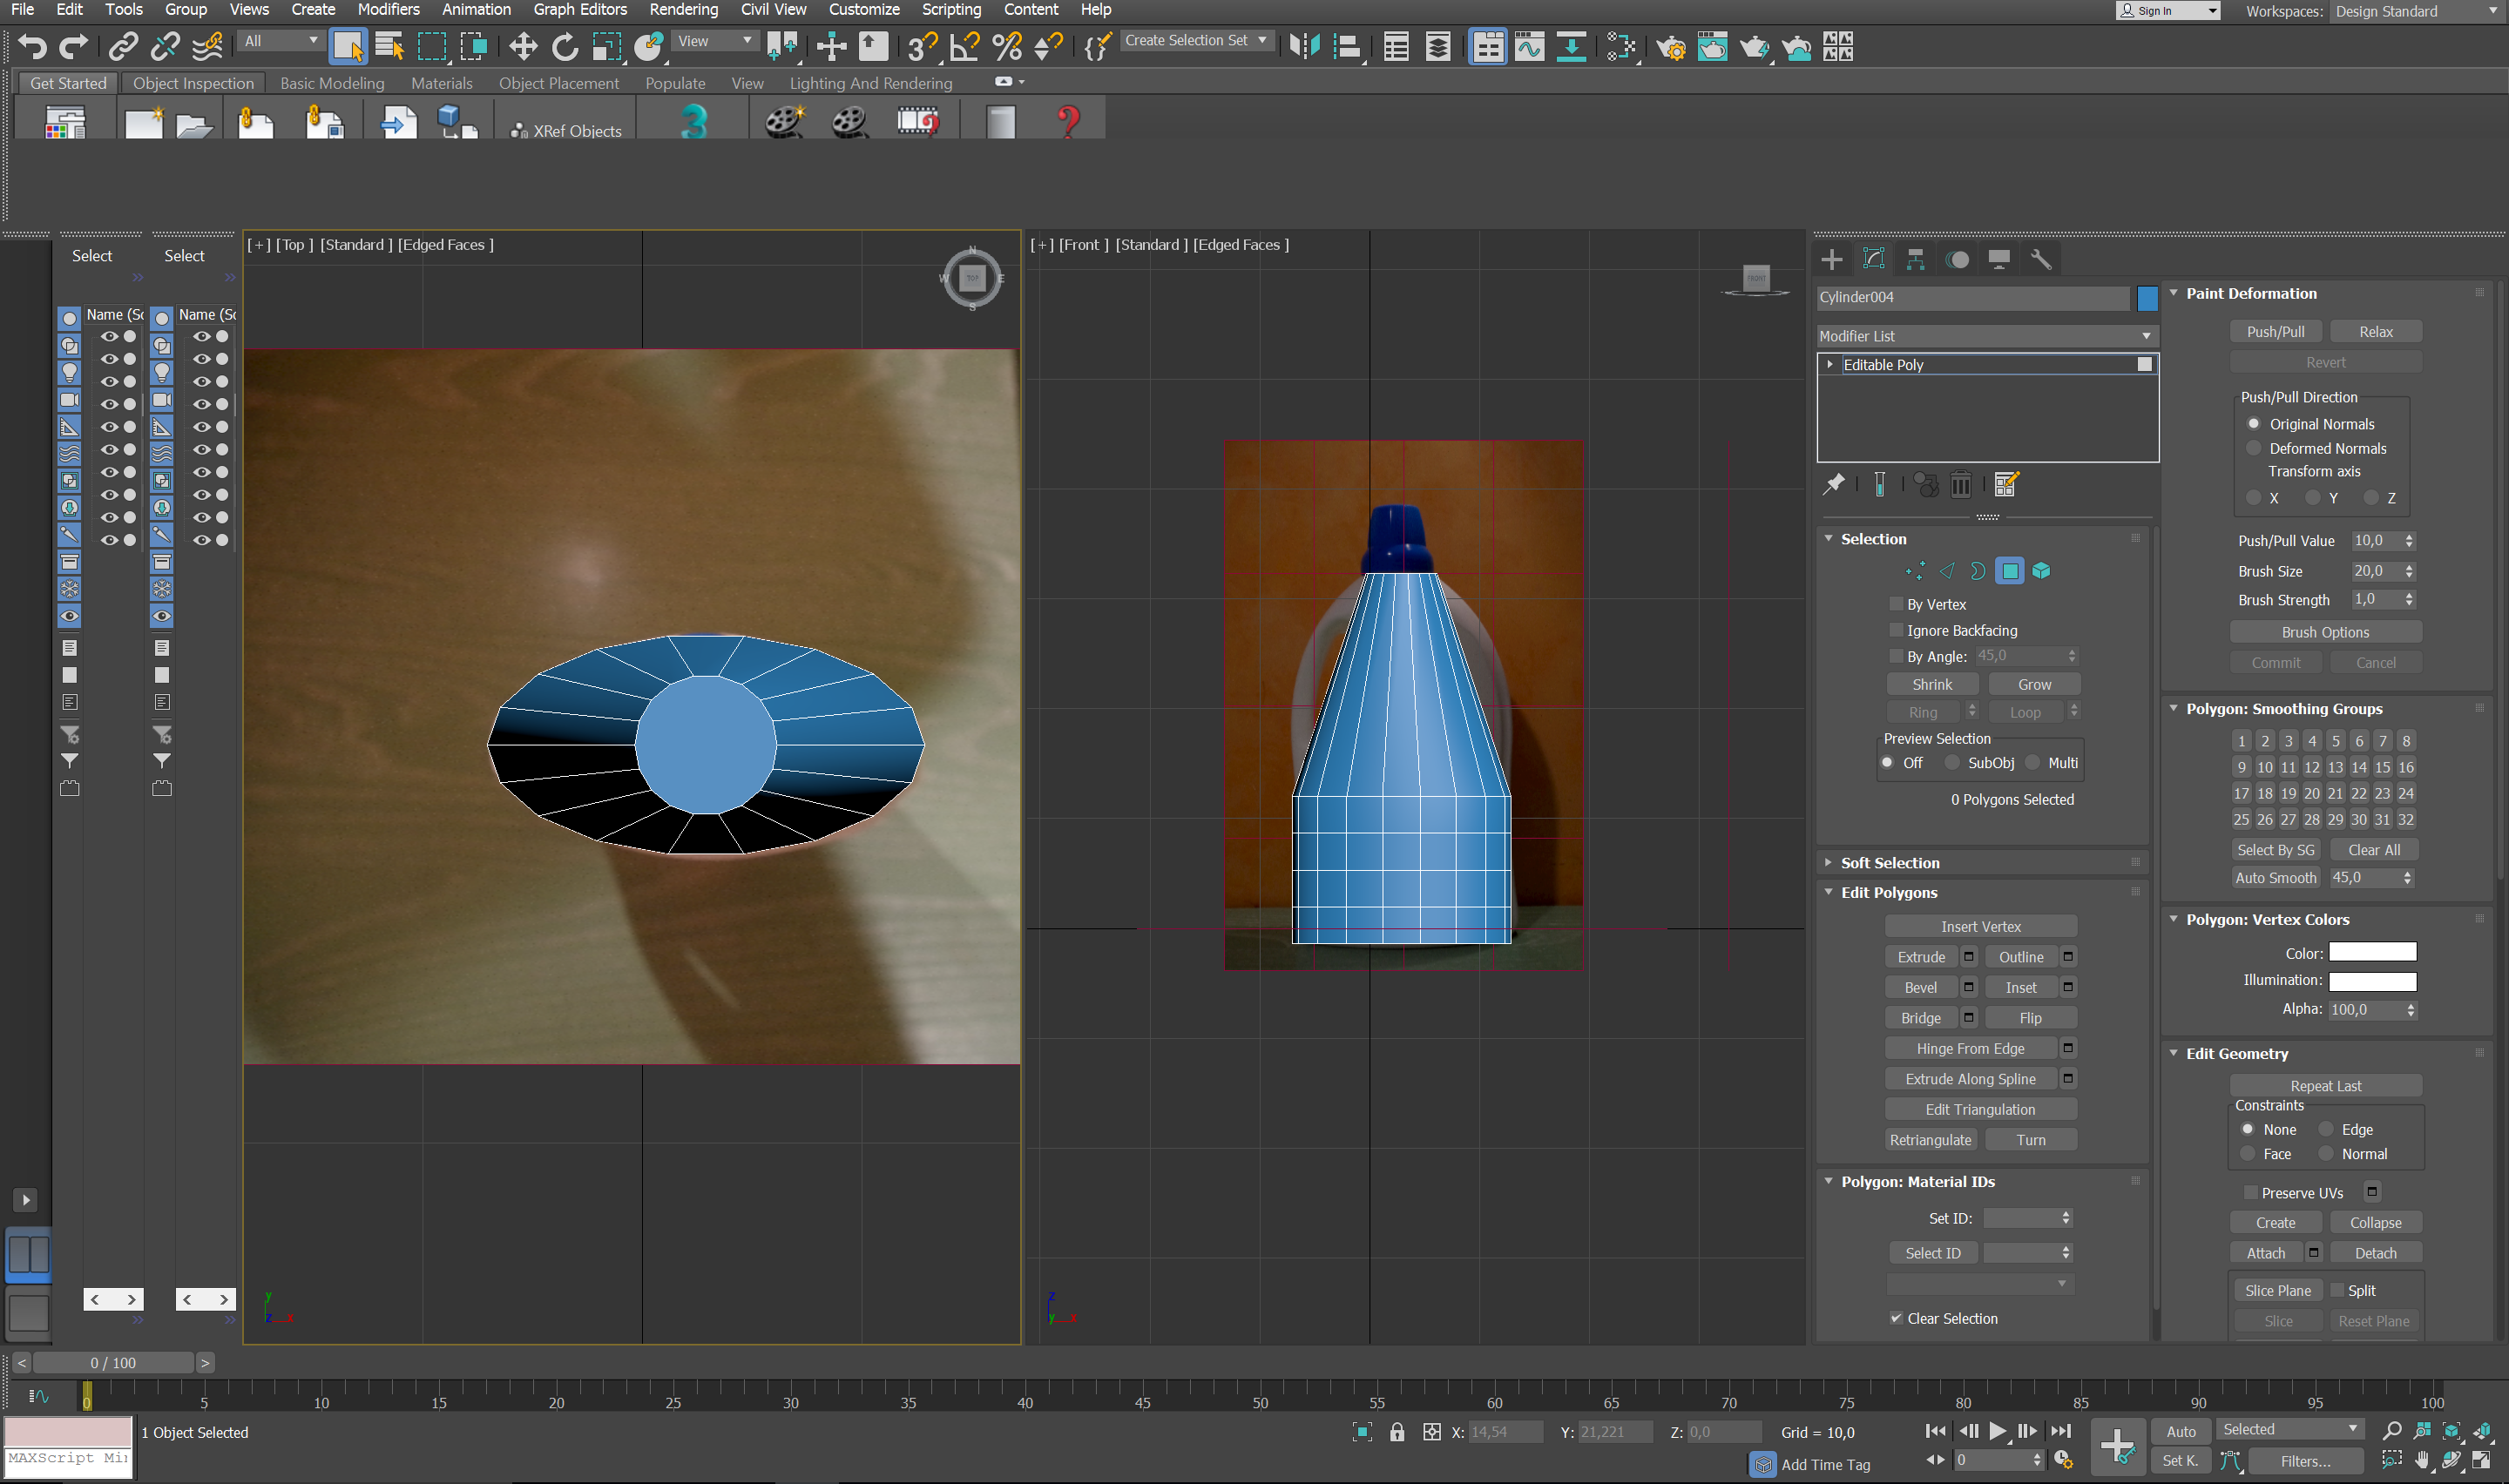 File Edit Tools Group Views Create Modifiers Animation Graph Editors Rendering Civil View Customize Scripting Content Help
Sign In Workspaces: Design Standard
All View Create Selection Set
Get Started Object Inspection Basic Modeling Materials Object Placement Populate View Lighting And Rendering
XRef Objects
Select Select
Name (Sc Name (Sc
[+] [Top ] [Standard ] [Edged Faces ]
N
W TOP E
S
[+] [Front ] [Standard ] [Edged Faces ]
FRONT
y
z x
z
y x
Cylinder004
Modifier List
Editable Poly
Selection
By Vertex
Ignore Backfacing
By Angle: 45,0
Shrink Grow
Ring Loop
Preview Selection
Off SubObj Multi
0 Polygons Selected
Soft Selection
Edit Polygons
Insert Vertex
Extrude Outline
Bevel Inset
Bridge Flip
Hinge From Edge
Extrude Along Spline
Edit Triangulation
Retriangulate Turn
Polygon: Material IDs
Set ID:
Select ID
Clear Selection
Paint Deformation
Push/Pull Relax
Revert
Push/Pull Direction
Original Normals
Deformed Normals
Transform axis
X Y Z
Push/Pull Value 10,0
Brush Size 20,0
Brush Strength 1,0
Brush Options
Commit Cancel
Polygon: Smoothing Groups
1 2 3 4 5 6 7 8
9 10 11 12 13 14 15 16
17 18 19 20 21 22 23 24
25 26 27 28 29 30 31 32
Select By SG Clear All
Auto Smooth 45,0
Polygon: Vertex Colors
Color:
Illumination:
Alpha: 100,0
Edit Geometry
Repeat Last
Constraints
None Edge
Face Normal
Preserve UVs
Create Collapse
Attach Detach
Slice Plane Split
Slice Reset Plane
< 0 / 100 >
0 5 10 15 20 25 30 35 40 45 50 55 60 65 70 75 80 85 90 95 100
1 Object Selected X: 14,54 Y: 21,221 Z: 0,0 Grid = 10,0 Auto Selected
MAXScript Mi Add Time Tag 0 Set K. Filters...